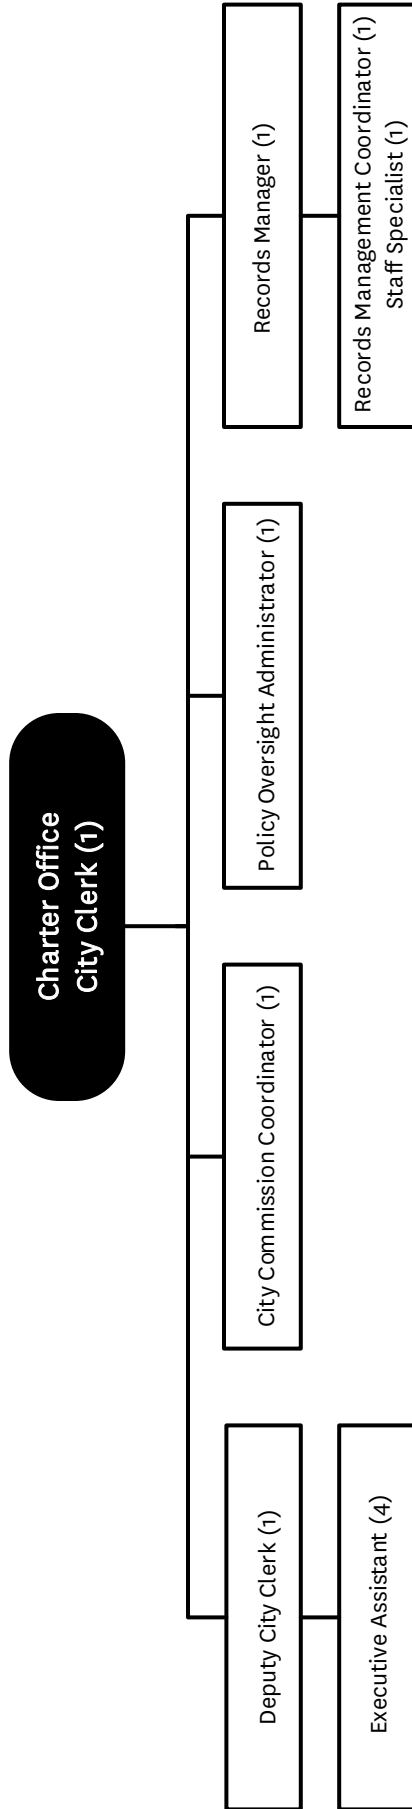 Charter Office
City Clerk (1)
Deputy City Clerk (1)
City Commission Coordinator (1)
Policy Oversight Administrator (1)
Records Manager (1)
Executive Assistant (4)
Records Management Coordinator (1)
Staff Specialist (1)